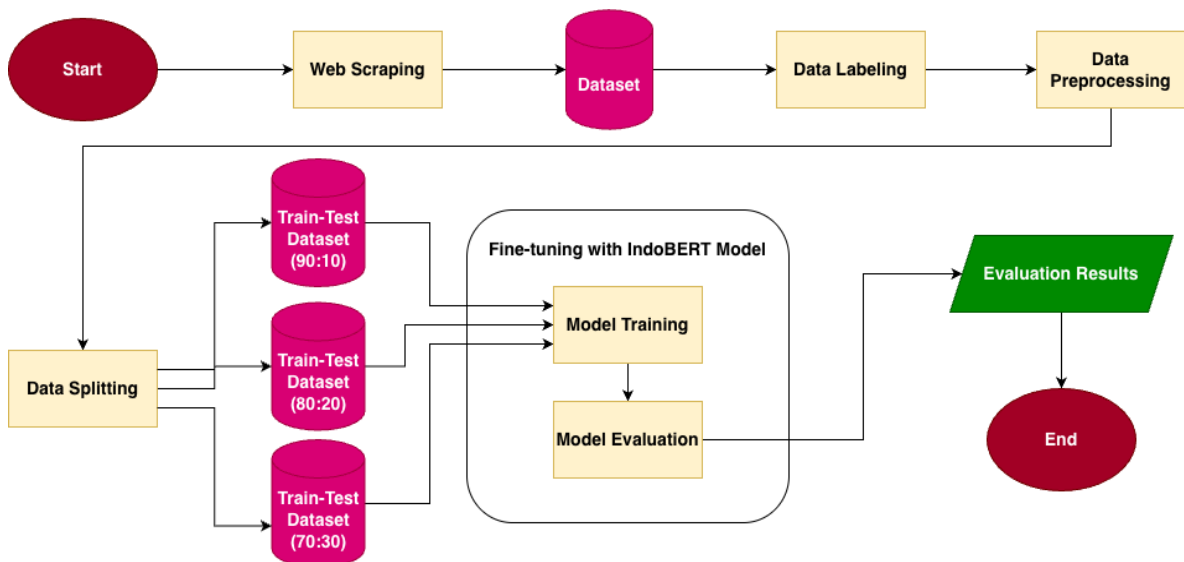 Start
Web Scraping
Dataset
Data Labeling
Data
Preprocessing
Train-Test
Dataset
(90:10)
Fine-tuning with IndoBERT Model
Evaluation Results
Model Training
Data Splitting
Train-Test
Dataset
(80:20)
Model Evaluation
End
Train-Test
Dataset
(70:30)